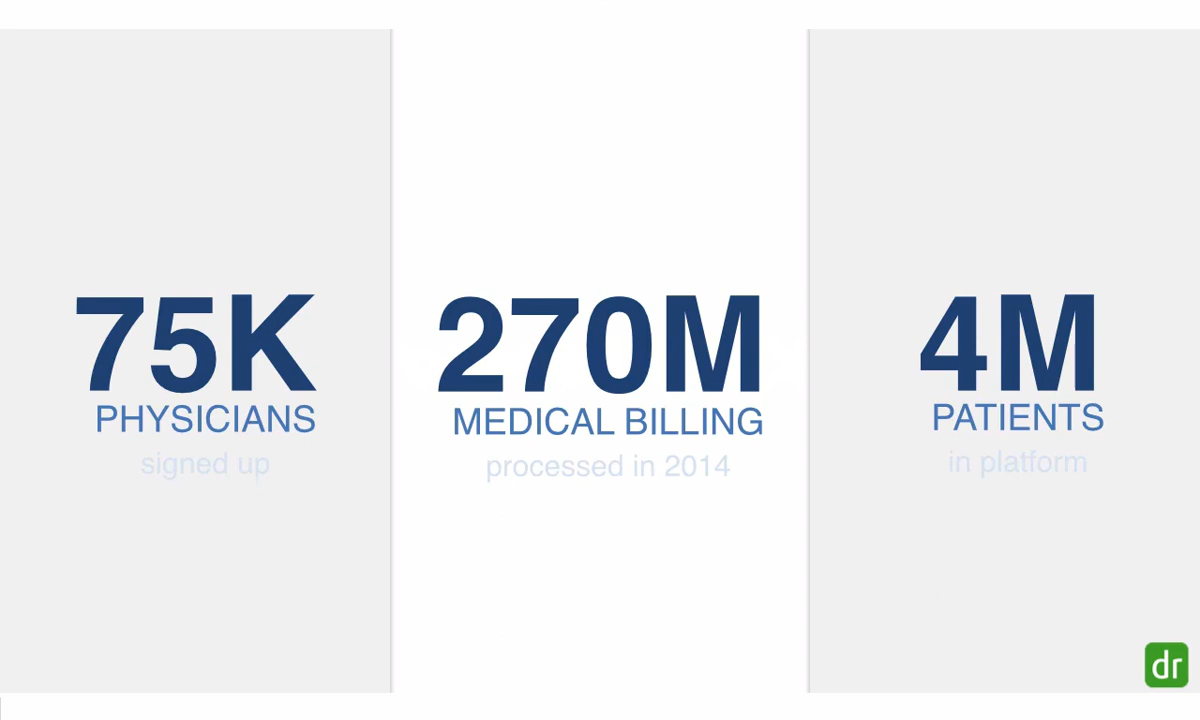 75K
PHYSICIANS
signed up
270M
MEDICAL BILLING
processed in 2014
4M
PATIENTS
in platform
dr